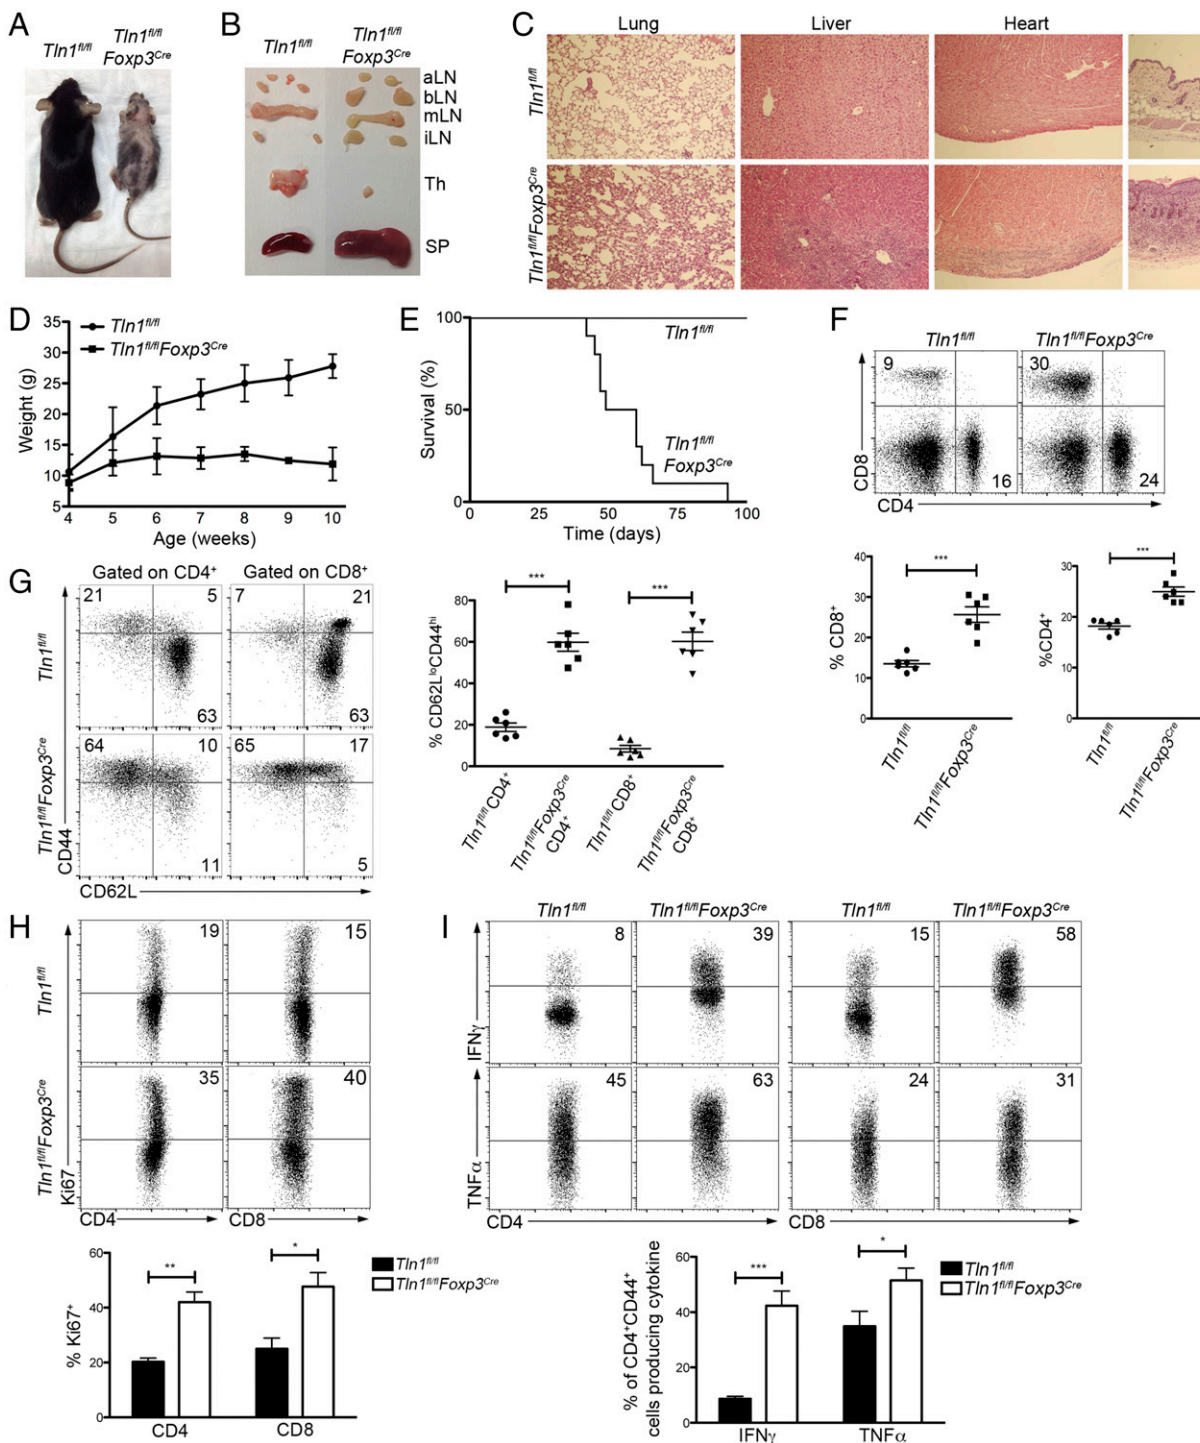 A
Tln1fl/fl
Tln1fl/fl
Foxp3Cre
B
Tln1fl/fl
Tln1fl/fl
Foxp3Cre
aLN
bLN
mLN
iLN
Th
SP
C
Lung
Liver
Heart
Tln1fl/fl
Tln1fl/flFoxp3Cre
D
Tln1fl/fl
Tln1fl/flFoxp3Cre
Weight (g)
35
30
25
20
15
10
5
4
5
6
7
8
9
10
Age (weeks)
E
Survival (%)
100
50
0
Tln1fl/fl
Tln1fl/fl
Foxp3Cre
0
25
50
75
100
Time (days)
F
Tln1fl/fl
Tln1fl/flFoxp3Cre
9
16
30
24
CD8
CD4
% CD8+
40
30
20
10
0
***
Tln1fl/fl
Tln1fl/flFoxp3Cre
%CD4+
40
30
20
10
0
***
Tln1fl/fl
Tln1fl/flFoxp3Cre
G
Gated on CD4+
Gated on CD8+
Tln1fl/fl
21
5
63
7
21
63
Tln1fl/flFoxp3Cre
64
10
11
65
17
5
CD44
CD62L
% CD62LloCD44hi
80
60
40
20
0
***
***
Tln1fl/fl CD4+
Tln1fl/flFoxp3Cre
CD4+
Tln1fl/fl CD8+
Tln1fl/flFoxp3Cre
CD8+
H
Tln1fl/fl
19
15
Tln1fl/flFoxp3Cre
35
40
Ki67
CD4
CD8
% Ki67+
60
40
20
0
**
*
CD4
CD8
Tln1fl/fl
Tln1fl/flFoxp3Cre
I
Tln1fl/fl
Tln1fl/flFoxp3Cre
Tln1fl/fl
Tln1fl/flFoxp3Cre
8
39
15
58
IFNγ
45
63
24
31
TNFα
CD4
CD8
% of CD4+CD44+
cells producing cytokine
60
40
20
0
***
*
IFNγ
TNFα
Tln1fl/fl
Tln1fl/flFoxp3Cre